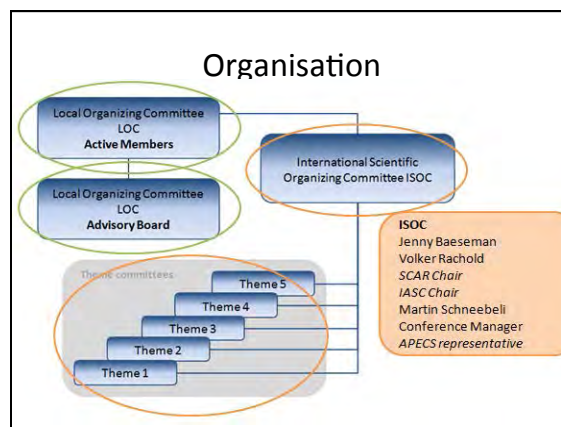 Organisation
Local Organizing Committee
LOC
Active Members
International Scientific
Organizing Committee ISOC
Local Organizing Committee
LOC
Advisory Board
ISOC
Jenny Baeseman
Volker Rachold
SCAR Chair
IASC Chair
Martin Schneebeli
Conference Manager
APECS representative
Theme committees
Theme 5
Theme 4
Theme 3
Theme 2
Theme 1